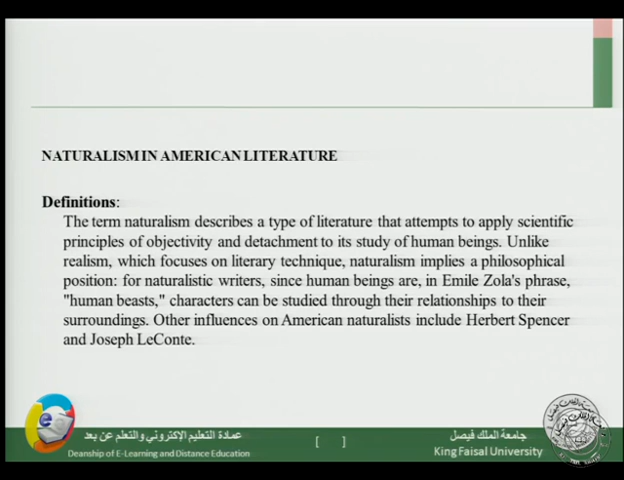 NATURALISM IN AMERICAN LITERATURE
Definitions:
The term naturalism describes a type of literature that attempts to apply scientific
principles of objectivity and detachment to its study of human beings. Unlike
realism, which focuses on literary technique, naturalism implies a philosophical
position: for naturalistic writers, since human beings are, in Emile Zola's phrase,
"human beasts," characters can be studied through their relationships to their
surroundings. Other influences on American naturalists include Herbert Spencer
and Joseph LeConte.
عمادة التعليم الإلكتروني والتعلم عن بعد
Deanship of E-Learning and Distance Education
[ ]
جامعة الملك فيصل
King Faisal University